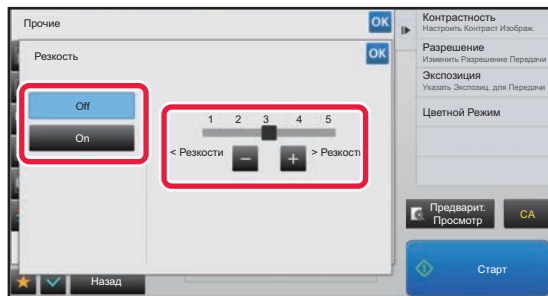 Прочие
OK
Резкость
OK
Off
On
1 2 3 4 5
< Резкости
−
+
> Резкости
Назад
Контрастность
Настроить Контраст Изображ.
Разрешение
Изменить Разрешение Передачи
Экспозиция
Указать Экспозиц. для Передачи
Цветной Режим
Предварит.
Просмотр
CA
Старт